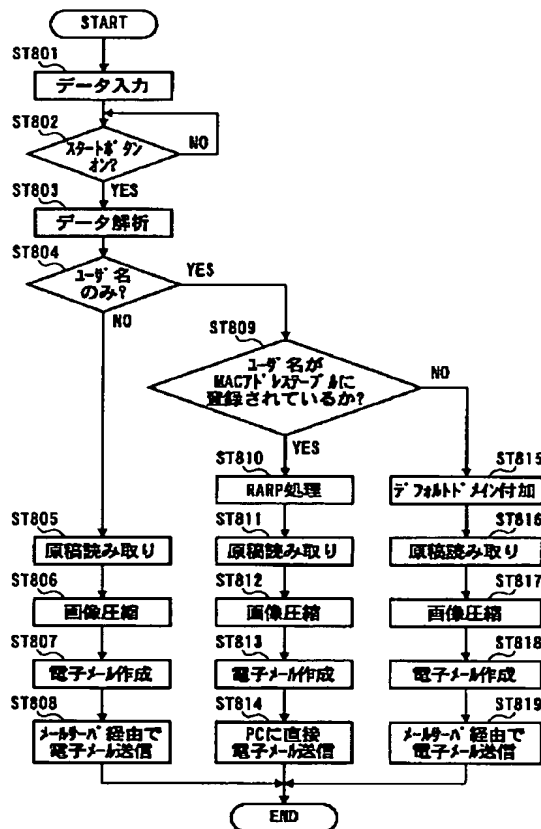 START
ST801
データ入力
ST802
スタートボタン
オン?
NO
YES
ST803
データ解析
ST804
ユーザ名
のみ?
YES
NO
ST809
ユーザ名が
MACアドレステーブルに
登録されているか?
NO
YES
ST810
RARP処理
ST815
デフォルトドメイン付加
ST805
原稿読み取り
ST811
原稿読み取り
ST816
原稿読み取り
ST806
画像圧縮
ST812
画像圧縮
ST817
画像圧縮
ST807
電子メール作成
ST813
電子メール作成
ST818
電子メール作成
ST808
メールサーバ経由で
電子メール送信
ST814
PCに直接
電子メール送信
ST819
メールサーバ経由で
電子メール送信
END